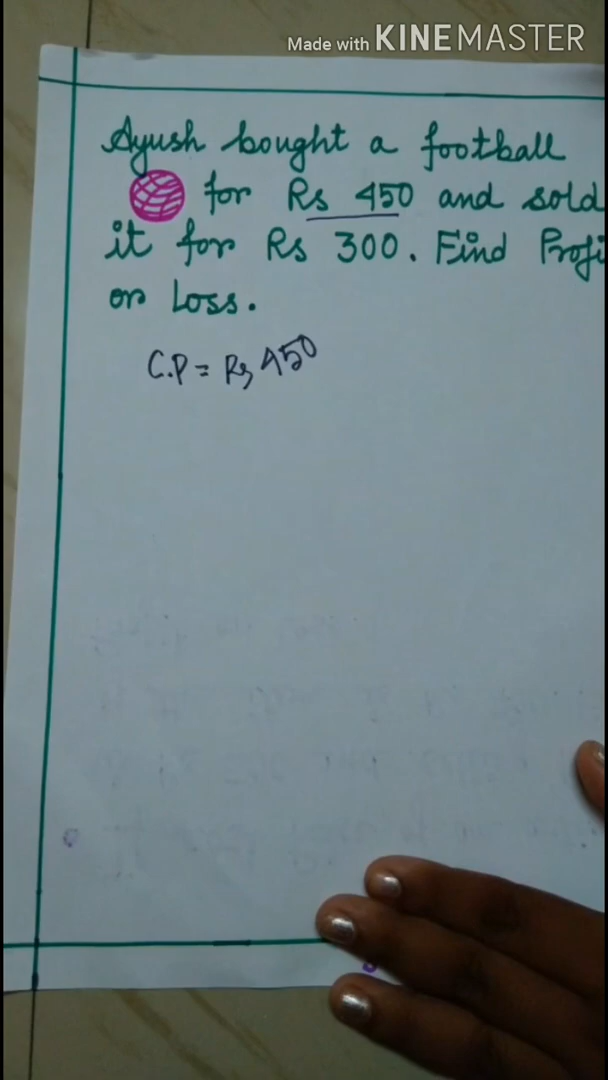 Made with KINEMASTER
Ayush bought a football
for Rs 450 and sold
it for Rs 300. Find Profi
or Loss.
C.P = Rs 450